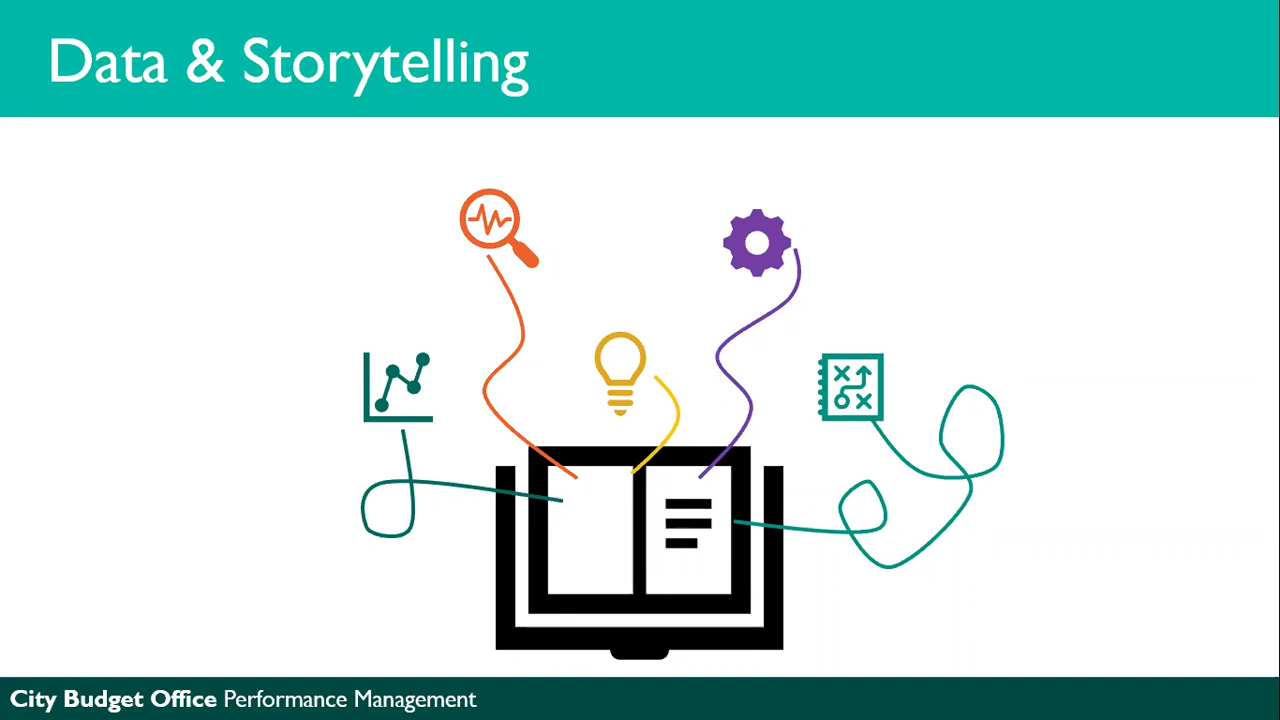 Data & Storytelling
City Budget Office Performance Management